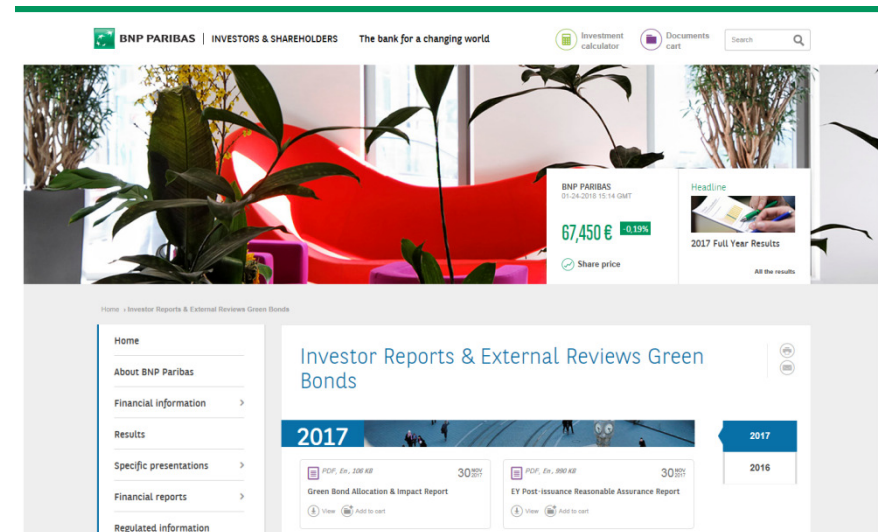 BNP PARIBAS | INVESTORS & SHAREHOLDERS The bank for a changing world
Investment
calculator
Documents
cart
Search
BNP PARIBAS
01-24-2018 15:14 GMT
67,450 € -0,19%
Share price
Headline
2017 Full Year Results
All the results
Home › Investor Reports & External Reviews Green Bonds
Home
About BNP Paribas
Financial information >
Results
Specific presentations >
Financial reports >
Regulated information
Investor Reports & External Reviews Green
Bonds
2017
PDF, En, 106 KB
30 NOV 2017
Green Bond Allocation & Impact Report
View Add to cart
PDF, En, 990 KB
30 NOV 2017
EY Post-issuance Reasonable Assurance Report
View Add to cart
2017
2016